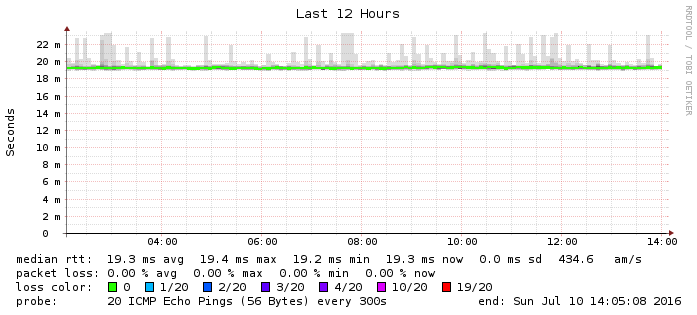 Last 12 Hours
RRDTOOL / TOBI OETIKER
Seconds
22 m
20 m
18 m
16 m
14 m
12 m
10 m
8 m
6 m
4 m
2 m
0
04:00 06:00 08:00 10:00 12:00 14:00
median rtt: 19.3 ms avg 19.4 ms max 19.2 ms min 19.3 ms now 0.0 ms sd 434.6 am/s
packet loss: 0.00 % avg 0.00 % max 0.00 % min 0.00 % now
loss color: 0 1/20 2/20 3/20 4/20 10/20 19/20
probe: 20 ICMP Echo Pings (56 Bytes) every 300s end: Sun Jul 10 14:05:08 2016